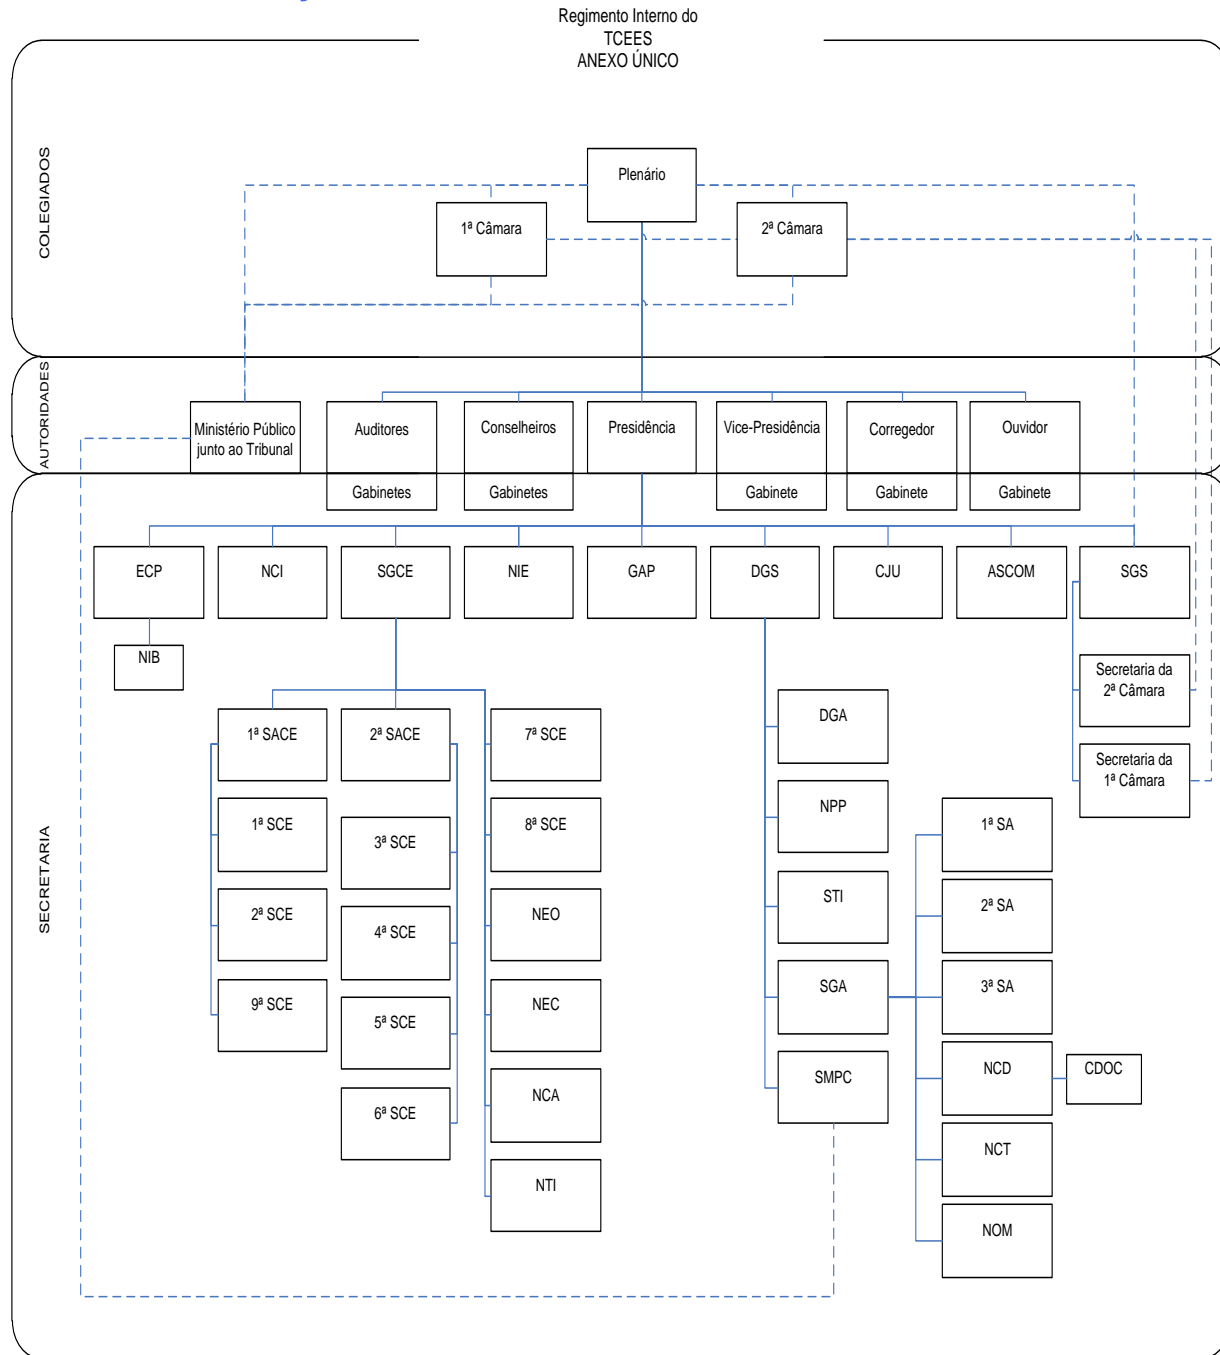 Regimento Interno do
TCEES
ANEXO ÚNICO
COLEGIADOS
Plenário
1ª Câmara
2ª Câmara
AUTORIDADES
Ministério Público
junto ao Tribunal
Auditores
Conselheiros
Presidência
Vice-Presidência
Corregedor
Ouvidor
Gabinetes
Gabinetes
Gabinete
Gabinete
Gabinete
SECRETARIA
ECP
NCI
SGCE
NIE
GAP
DGS
CJU
ASCOM
SGS
NIB
Secretaria da
2ª Câmara
Secretaria da
1ª Câmara
1ª SACE
1ª SCE
2ª SCE
9ª SCE
2ª SACE
3ª SCE
4ª SCE
5ª SCE
6ª SCE
7ª SCE
8ª SCE
NEO
NEC
NCA
NTI
DGA
NPP
STI
SGA
SMPC
1ª SA
2ª SA
3ª SA
NCD
CDOC
NCT
NOM